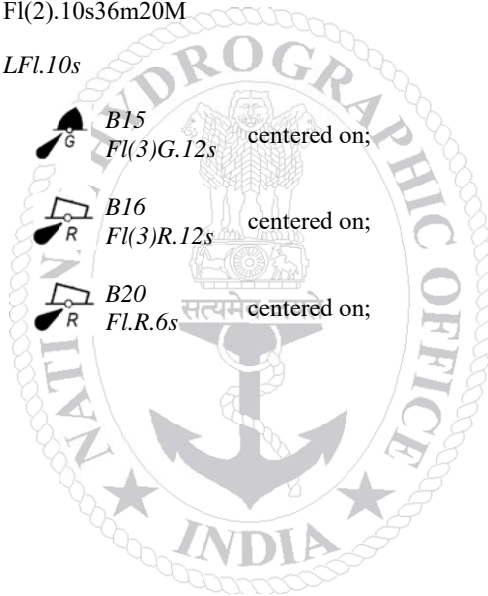 Fl(2).10s36m20M
LFl.10s
B15
G Fl(3)G.12s centered on;
B16
R Fl(3)R.12s centered on;
B20
R Fl.R.6s centered on;
NATIONAL HYDROGRAPHIC OFFICE
सत्यमेव जयते
INDIA